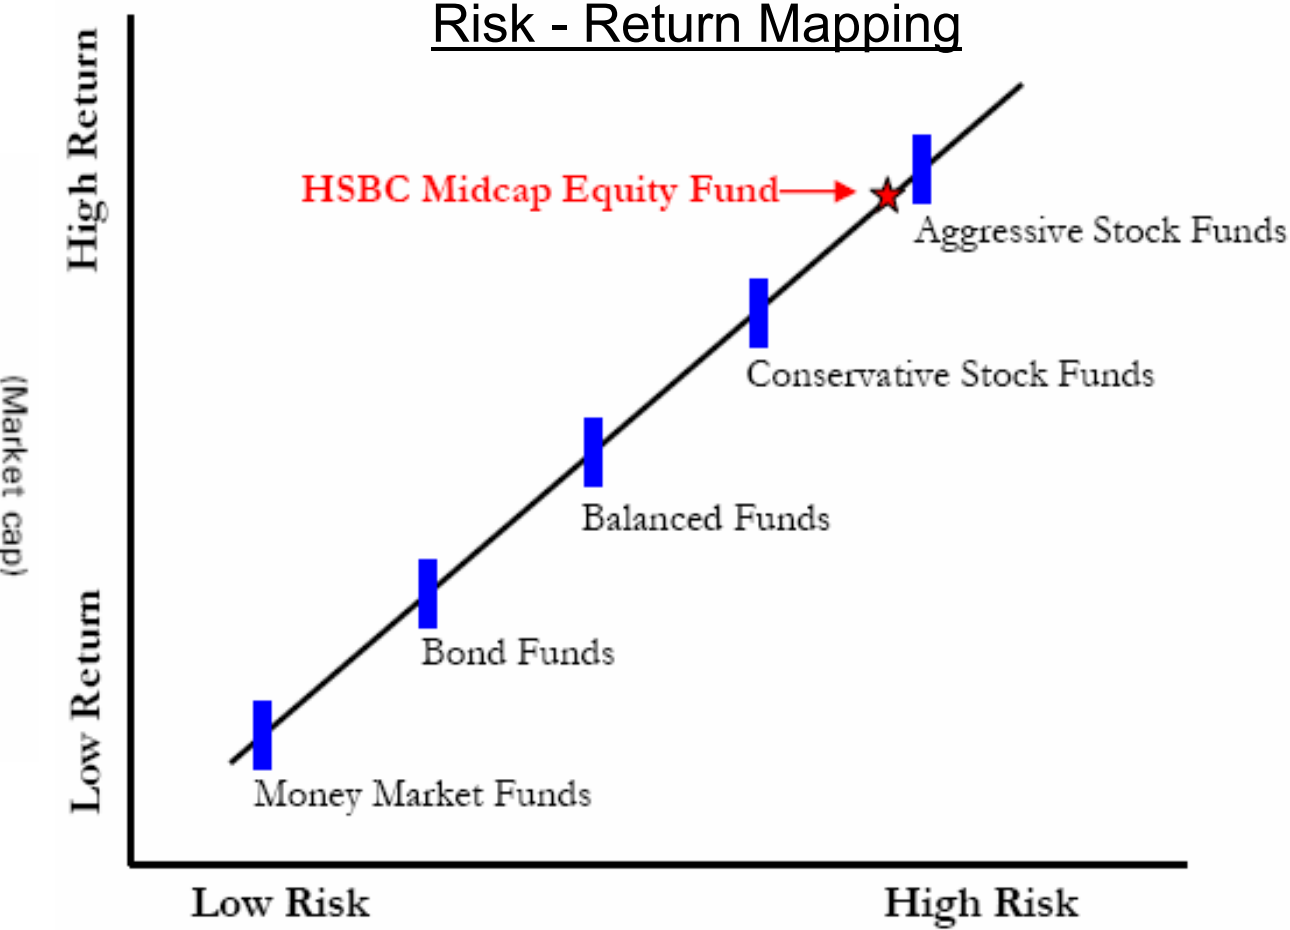 Risk - Return Mapping
High Return
HSBC Midcap Equity Fund
Aggressive Stock Funds
Conservative Stock Funds
(Market cap)
Balanced Funds
Bond Funds
Low Return
Money Market Funds
Low Risk
High Risk